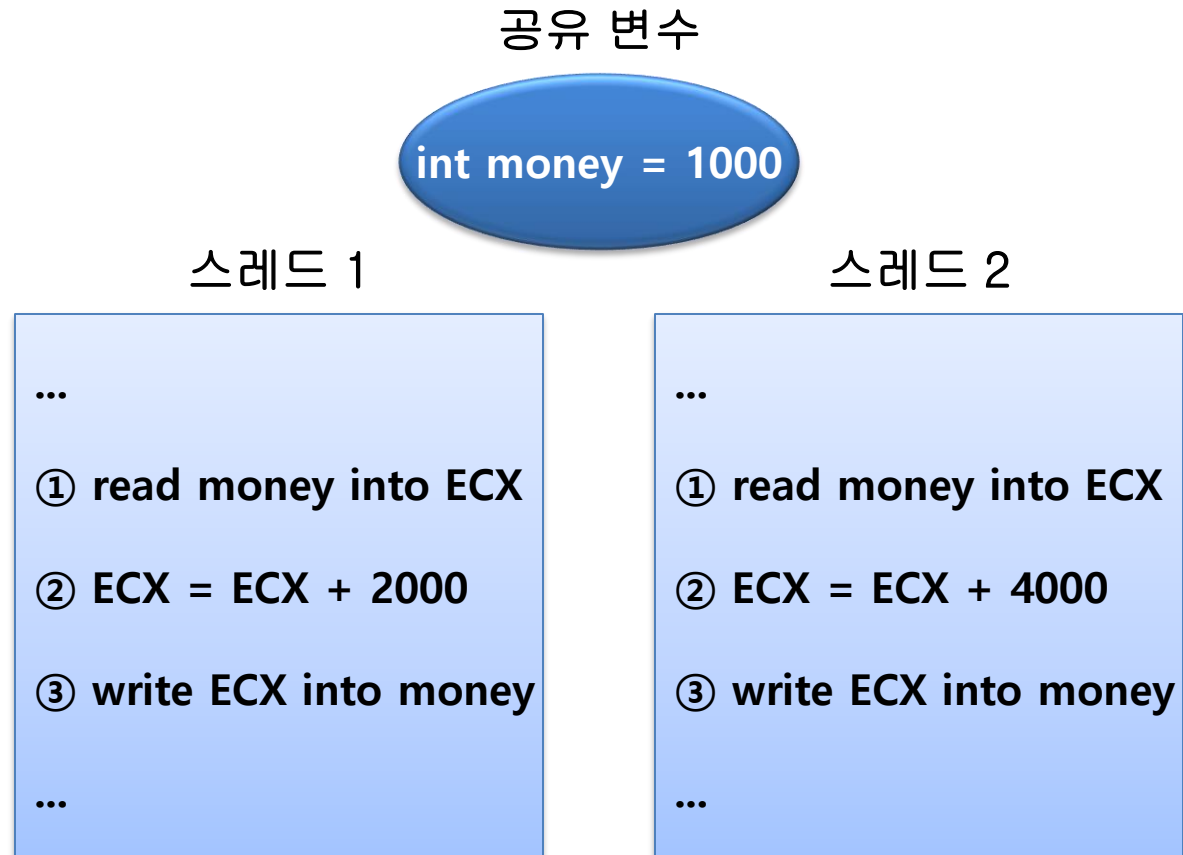 공유 변수
int money = 1000
스레드 1
...
① read money into ECX
② ECX = ECX + 2000
③ write ECX into money
...
스레드 2
...
① read money into ECX
② ECX = ECX + 4000
③ write ECX into money
...